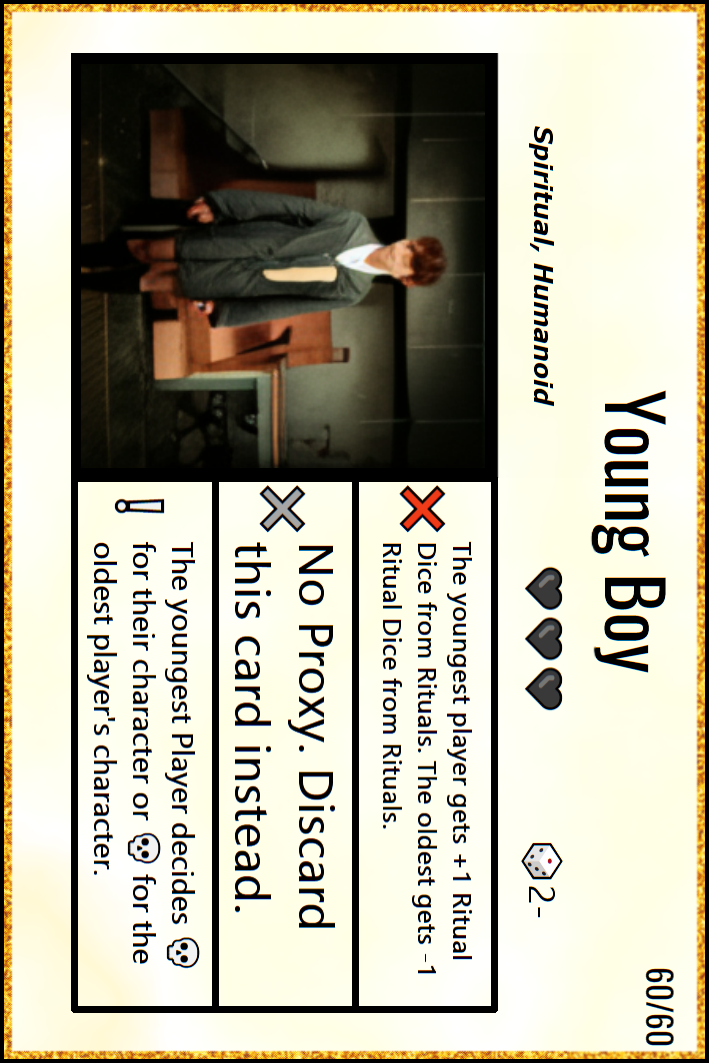 Young Boy
60/60
Spiritual, Humanoid
🖤🖤🖤
🎲2-
❌ The youngest player gets +1 Ritual
Dice from Rituals. The oldest gets -1
Ritual Dice from Rituals.
No Proxy. Discard
this card instead.
The youngest Player decides 💀
for their character or 💀 for the
oldest player's character.